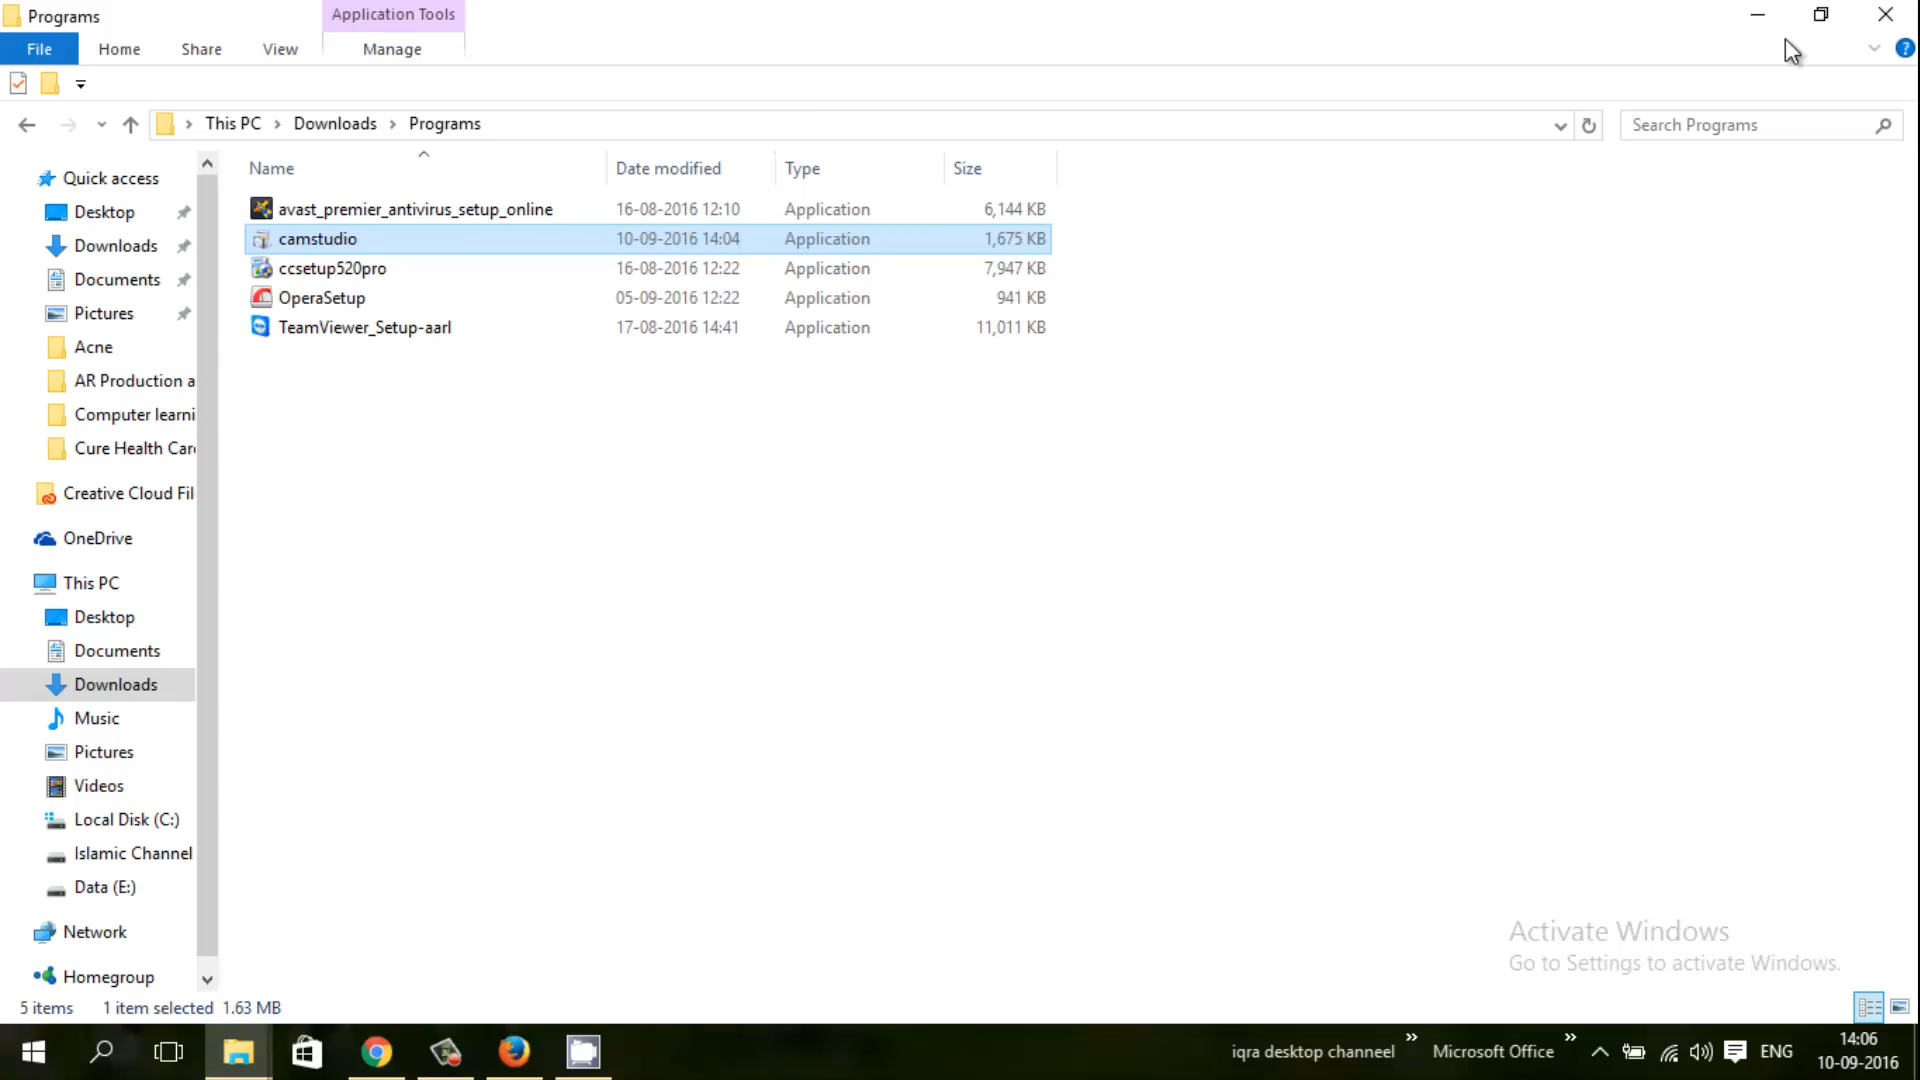 Programs
Application Tools
File Home Share View Manage
This PC > Downloads > Programs
Search Programs
Name Date modified Type Size
avast_premier_antivirus_setup_online 16-08-2016 12:10 Application 6,144 KB
camstudio 10-09-2016 14:04 Application 1,675 KB
ccsetup520pro 16-08-2016 12:22 Application 7,947 KB
OperaSetup 05-09-2016 12:22 Application 941 KB
TeamViewer_Setup-aarl 17-08-2016 14:41 Application 11,011 KB
Quick access
Desktop
Downloads
Documents
Pictures
Acne
AR Production a
Computer learni
Cure Health Car
Creative Cloud Fil
OneDrive
This PC
Desktop
Documents
Downloads
Music
Pictures
Videos
Local Disk (C:)
Islamic Channel
Data (E:)
Network
Homegroup
Activate Windows
Go to Settings to activate Windows.
5 items 1 item selected 1.63 MB
iqra desktop channeel » Microsoft Office » ENG 14:06
10-09-2016